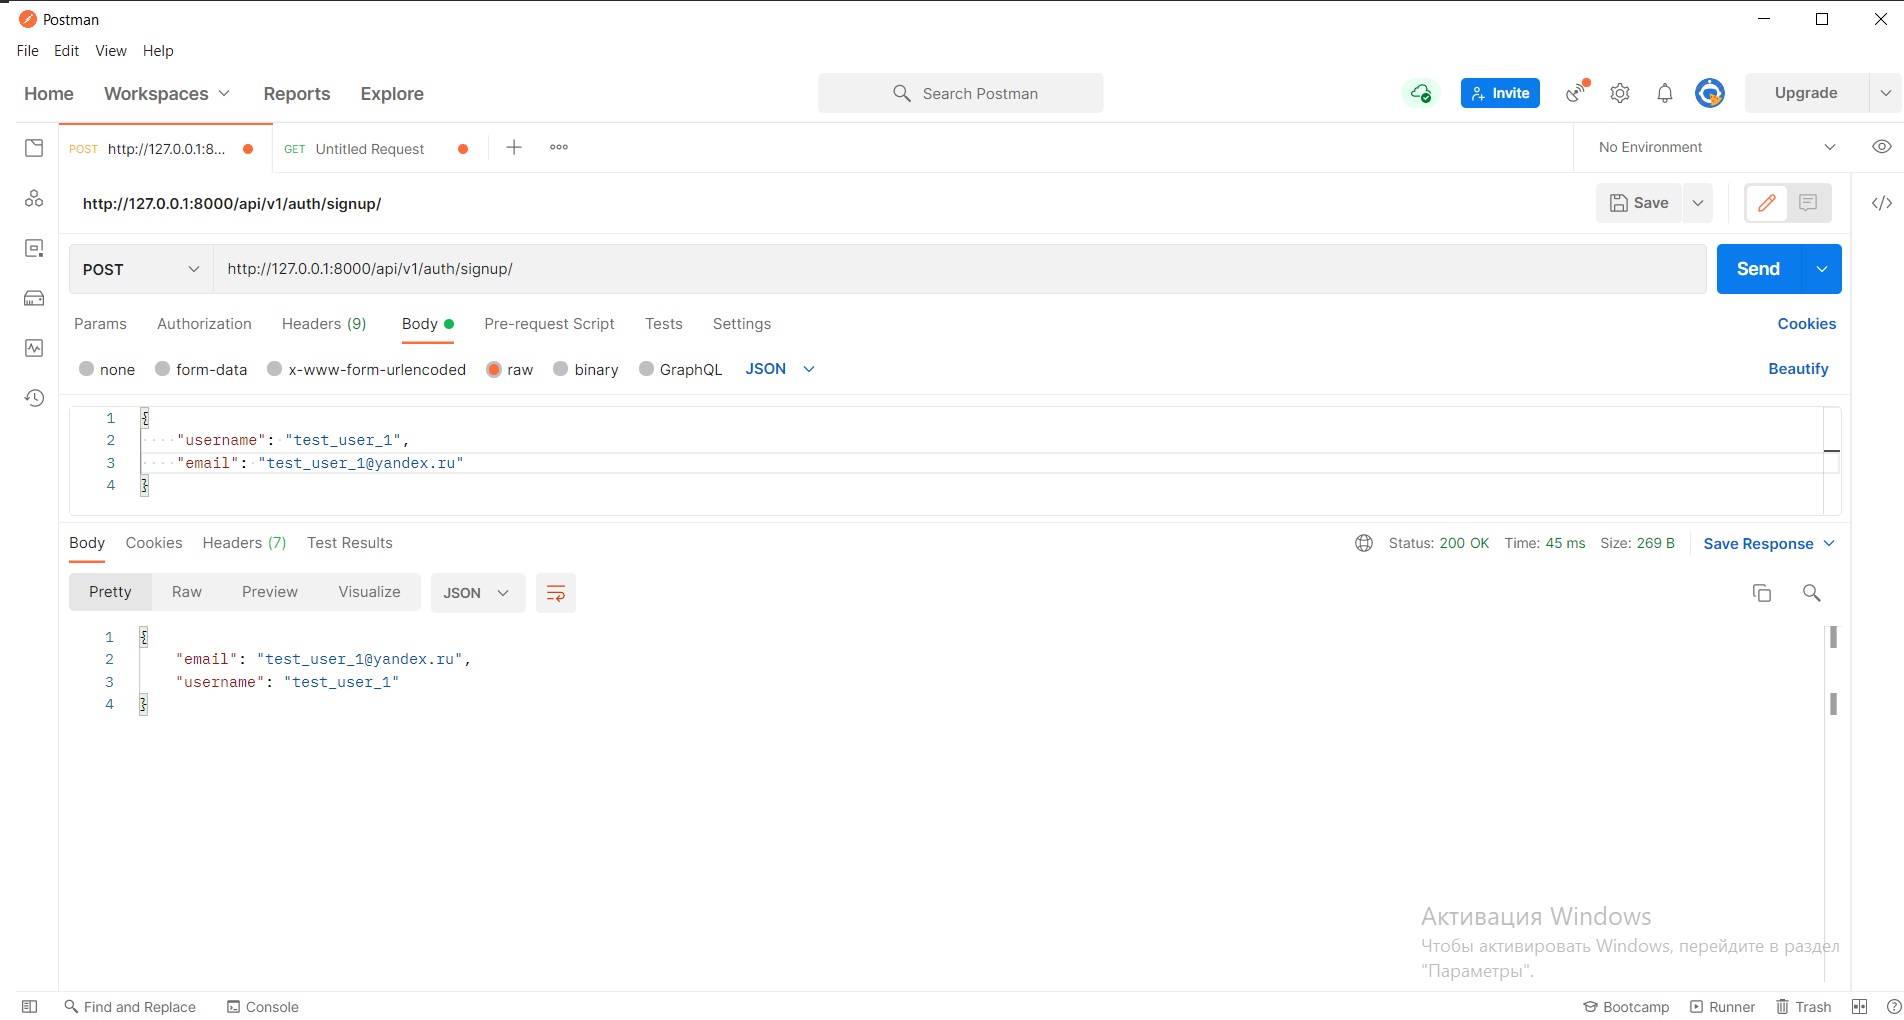 Postman
File Edit View Help
Home Workspaces Reports Explore Search Postman Invite Upgrade
POST http://127.0.0.1:8... GET Untitled Request No Environment
http://127.0.0.1:8000/api/v1/auth/signup/ Save
POST http://127.0.0.1:8000/api/v1/auth/signup/ Send
Params Authorization Headers (9) Body Pre-request Script Tests Settings Cookies
none form-data x-www-form-urlencoded raw binary GraphQL JSON Beautify
1 {
2 "username": "test_user_1",
3 "email": "test_user_1@yandex.ru"
4 }
Body Cookies Headers (7) Test Results Status: 200 OK Time: 45 ms Size: 269 B Save Response
Pretty Raw Preview Visualize JSON
1 {
2 "email": "test_user_1@yandex.ru",
3 "username": "test_user_1"
4 }
Активация Windows
Чтобы активировать Windows, перейдите в раздел
"Параметры".
Find and Replace Console Bootcamp Runner Trash